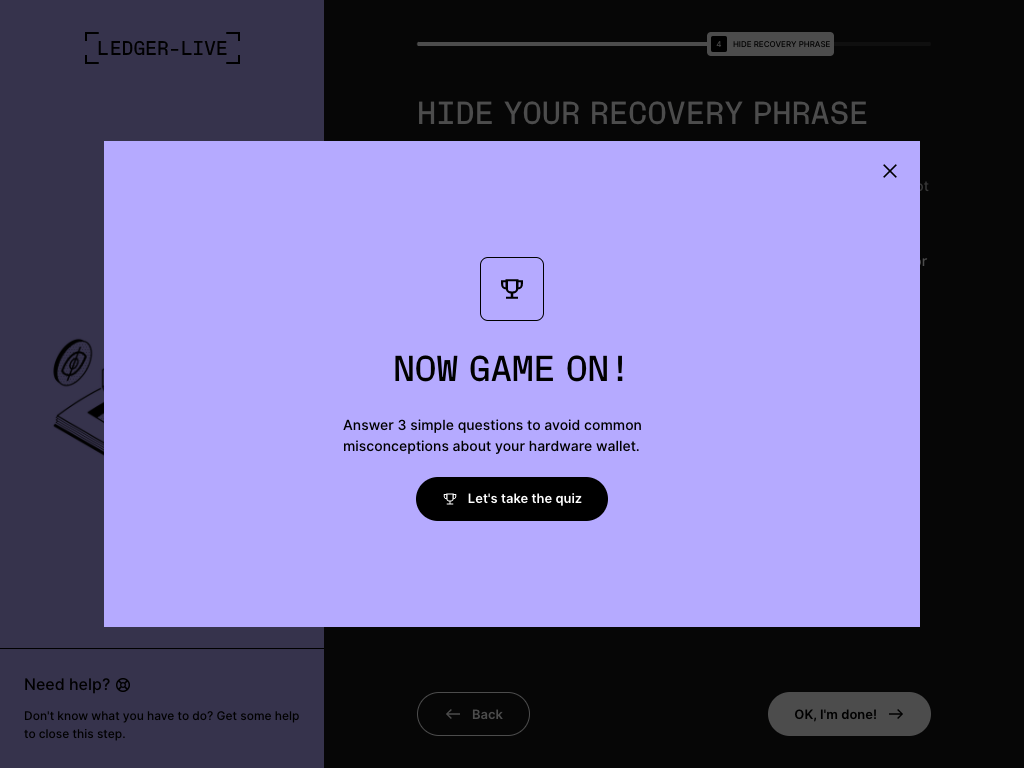 LEDGER-LIVE
4 HIDE RECOVERY PHRASE
HIDE YOUR RECOVERY PHRASE
NOW GAME ON!
Answer 3 simple questions to avoid common
misconceptions about your hardware wallet.
Let's take the quiz
Need help?
Don't know what you have to do? Get some help
to close this step.
Back
OK, I'm done!